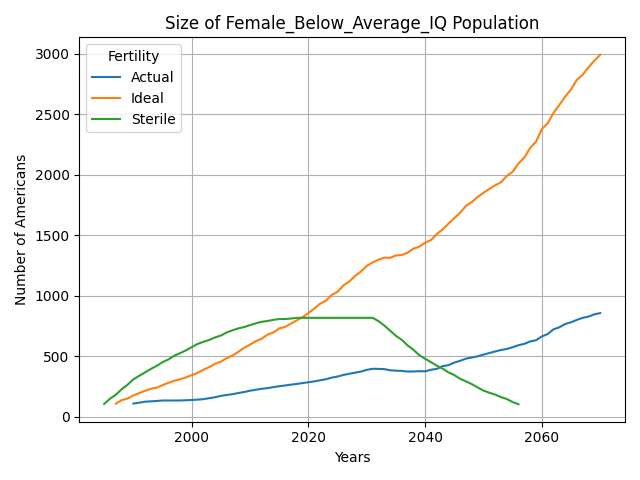 Size of Female_Below_Average_IQ Population
Fertility
Actual
Ideal
Sterile
Number of Americans
3000
2500
2000
1500
1000
500
0
2000 2020 2040 2060
Years